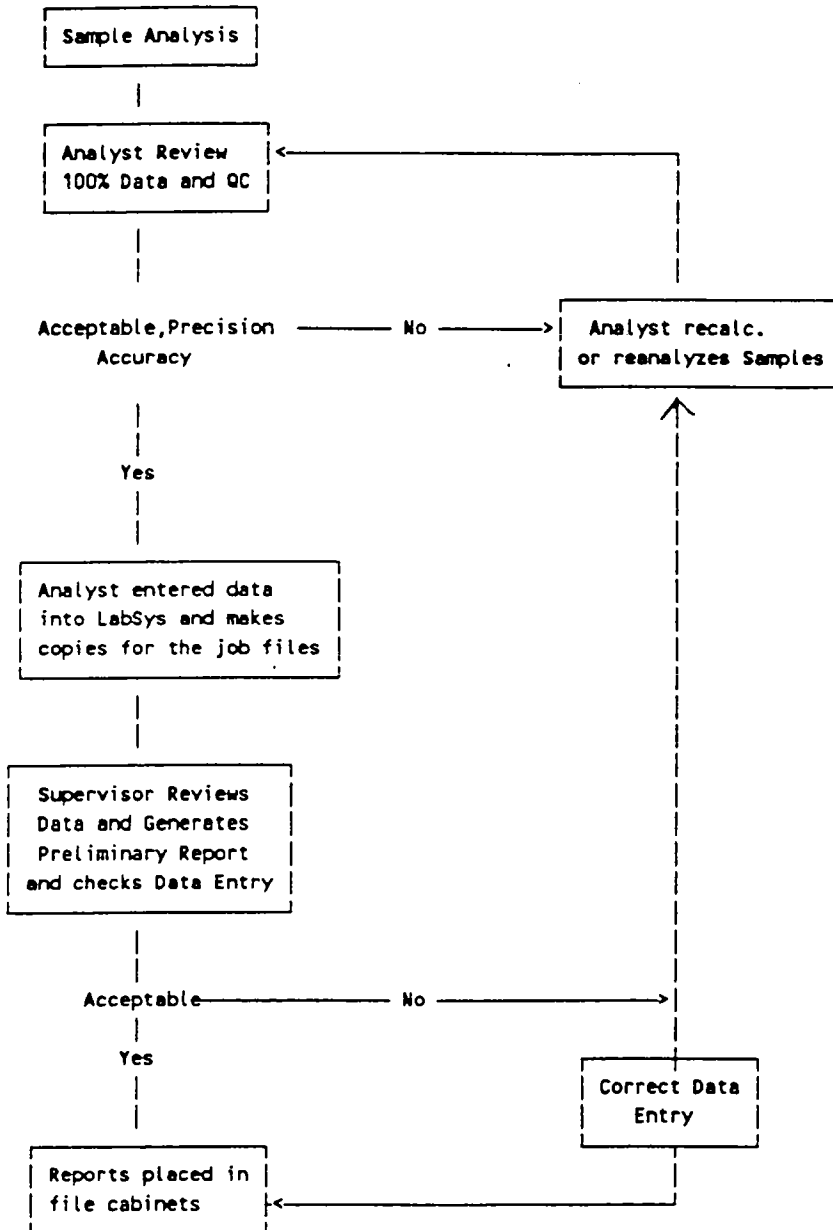 Sample Analysis
Analyst Review
100% Data and QC
Acceptable,Precision
Accuracy
No
Analyst recalc.
or reanalyzes Samples
Yes
Analyst entered data
into LabSys and makes
copies for the job files
Supervisor Reviews
Data and Generates
Preliminary Report
and checks Data Entry
Acceptable
No
Yes
Correct Data
Entry
Reports placed in
file cabinets